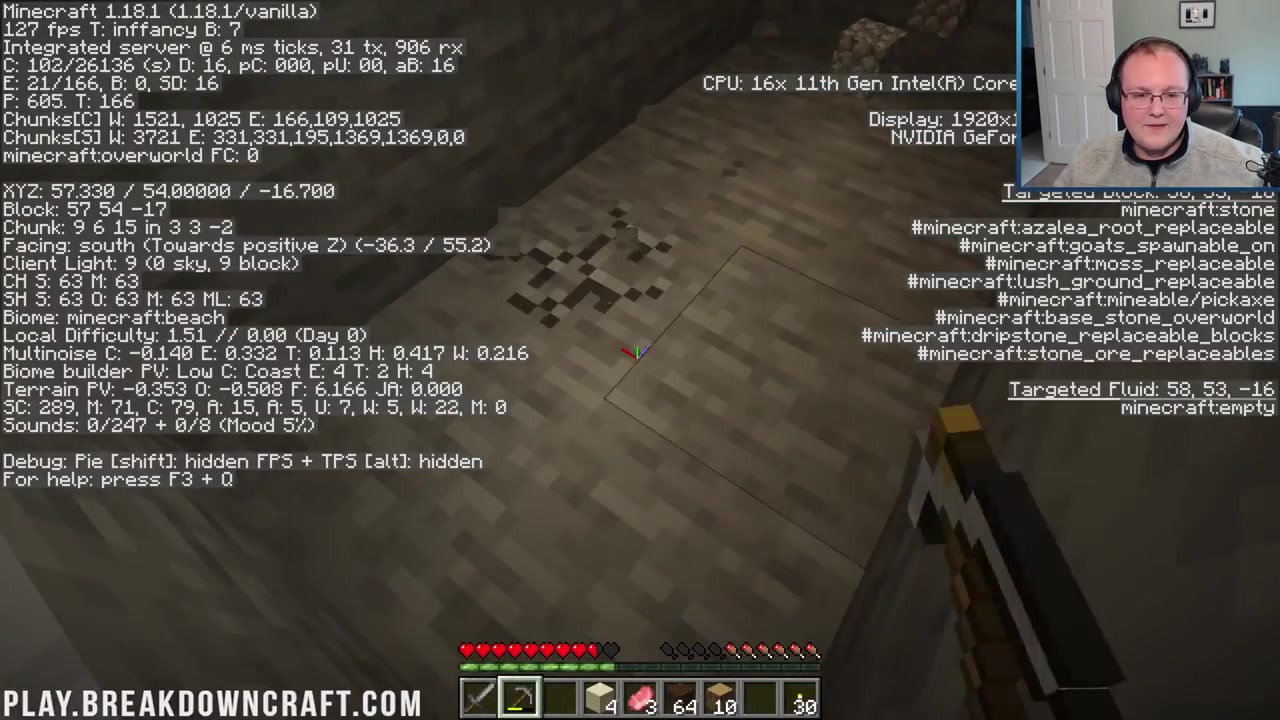 Minecraft 1.18.1 (1.18.1/vanilla)
127 fps T: inffancy B: 7
Integrated server @ 6 ms ticks, 31 tx, 906 rx
C: 102/26136 (s) D: 16, pC: 000, pU: 00, aB: 16
E: 21/166, B: 0, SD: 16
P: 605. T: 166
Chunks[C] W: 1521, 1025 E: 166,109,1025
Chunks[S] W: 3721 E: 331,331,195,1369,1369,0,0
minecraft:overworld FC: 0
XYZ: 57.330 / 54.00000 / -16.700
Block: 57 54 -17
Chunk: 9 6 15 in 3 3 -2
Facing: south (Towards positive Z) (-36.3 / 55.2)
Client Light: 9 (0 sky, 9 block)
CH S: 63 M: 63
SH S: 63 O: 63 M: 63 ML: 63
Biome: minecraft:beach
Local Difficulty: 1.51 // 0.00 (Day 0)
Multinoise C: -0.140 E: 0.332 T: 0.113 H: 0.417 W: 0.216
Biome builder PV: Low C: Coast E: 4 T: 2 H: 4
Terrain PV: -0.353 O: -0.508 F: 6.166 JA: 0.000
SC: 289, M: 71, C: 79, A: 15, A: 5, U: 7, W: 5, W: 22, M: 0
Sounds: 0/247 + 0/8 (Mood 5%)
Debug: Pie [shift]: hidden FPS + TPS [alt]: hidden
For help: press F3 + Q
CPU: 16x 11th Gen Intel(R) Core
Display: 1920x1
NVIDIA GeFor
Targeted Block: 58, 53, -16
minecraft:stone
#minecraft:azalea_root_replaceable
#minecraft:goats_spawnable_on
#minecraft:moss_replaceable
#minecraft:lush_ground_replaceable
#minecraft:mineable/pickaxe
#minecraft:base_stone_overworld
#minecraft:dripstone_replaceable_blocks
#minecraft:stone_ore_replaceables
Targeted Fluid: 58, 53, -16
minecraft:empty
4 3 64 10 30
PLAY.BREAKDOWNCRAFT.COM